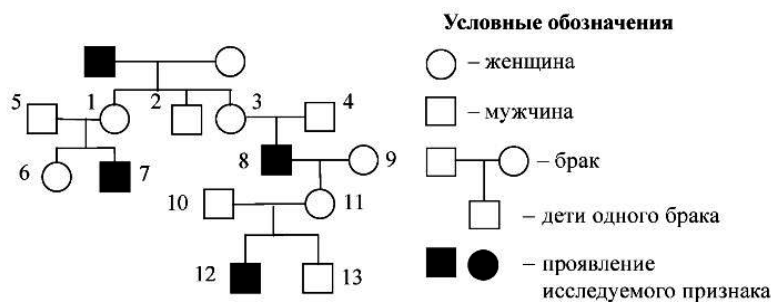 Условные обозначения
– женщина
– мужчина
– брак
– дети одного брака
– проявление
исследуемого признака
5 1 2 3 4
6 7 8 9
10 11
12 13